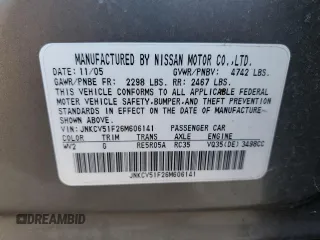 MANUFACTURED BY NISSAN MOTOR CO.,LTD.
DATE: 11/05 GVWR/PNBV: 4742 LBS.
GAWR/PNBE FR: 2298 LBS. RR: 2467 LBS.
THIS VEHICLE CONFORMS TO ALL APPLICABLE
FEDERAL MOTOR VEHICLE SAFETY, BUMPER, AND THEFT PREVENTION
STANDARDS IN EFFECT ON THE DATE OF
MANUFACTURE SHOWN ABOVE.
VIN: JNKCV51F26M606141 PASSENGER CAR
COLOR TRIM TRANS AXLE ENGINE
WV2 G RE5R05A RC35 VQ35(DE) 3498CC
JNKCV51F26M606141
DREAMBID